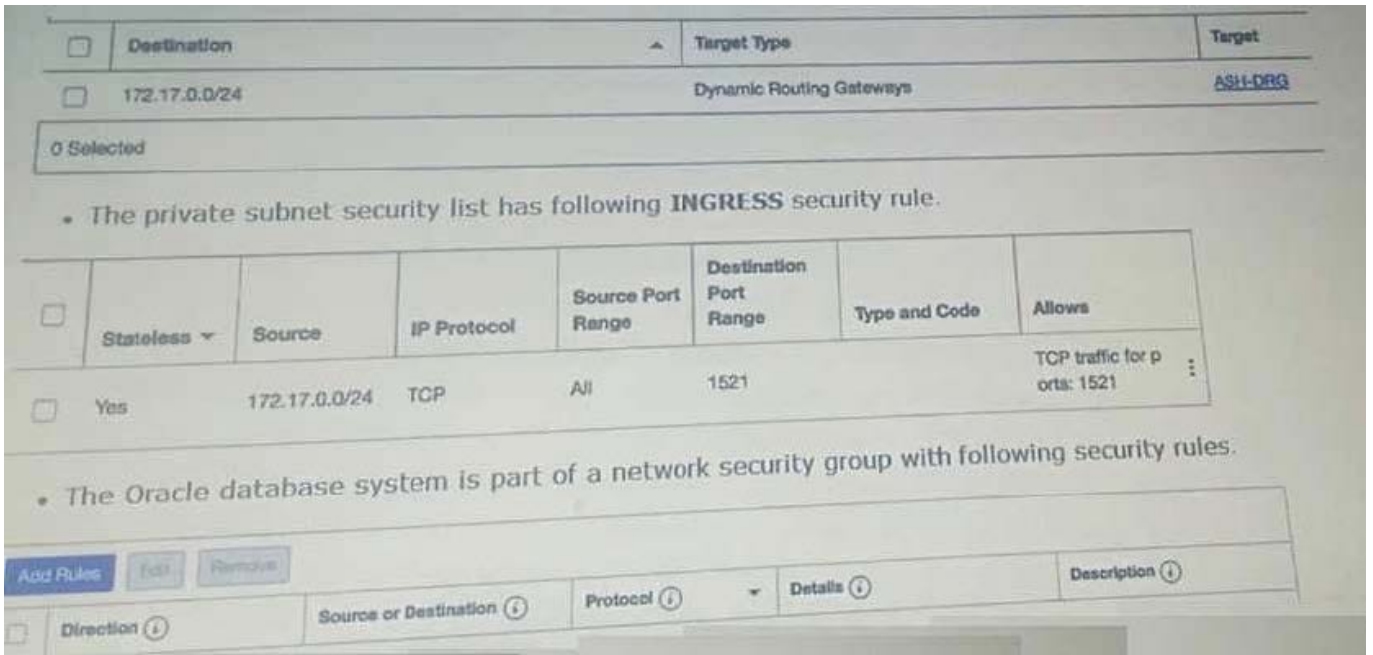 Destination Target Type Target
172.17.0.0/24 Dynamic Routing Gateways ASH-DRG
0 Selected
• The private subnet security list has following INGRESS security rule.
Stateless Source IP Protocol Source Port Range Destination Port Range Type and Code Allows
Yes 172.17.0.0/24 TCP All 1521 TCP traffic for p
orts: 1521
• The Oracle database system is part of a network security group with following security rules.
Add Rules Edit Remove
Direction Source or Destination Protocol Details Description